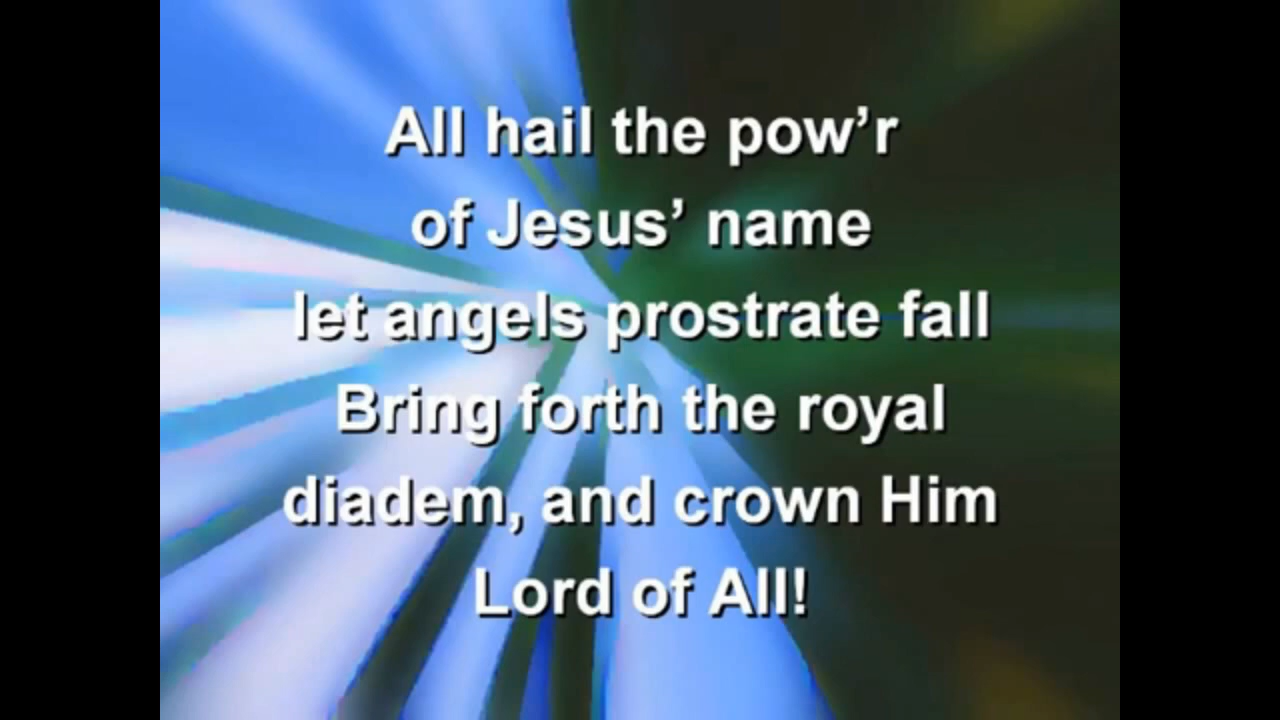 All hail the pow’r
of Jesus’ name
let angels prostrate fall
Bring forth the royal
diadem, and crown Him
Lord of All!